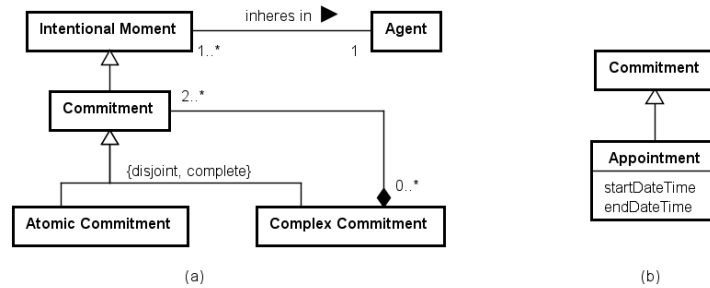 inheres in
Intentional Moment
Agent
1..*
1
Commitment
2..*
{disjoint, complete}
0..*
Atomic Commitment
Complex Commitment
(a)
Commitment
Appointment
startDateTime
endDateTime
(b)